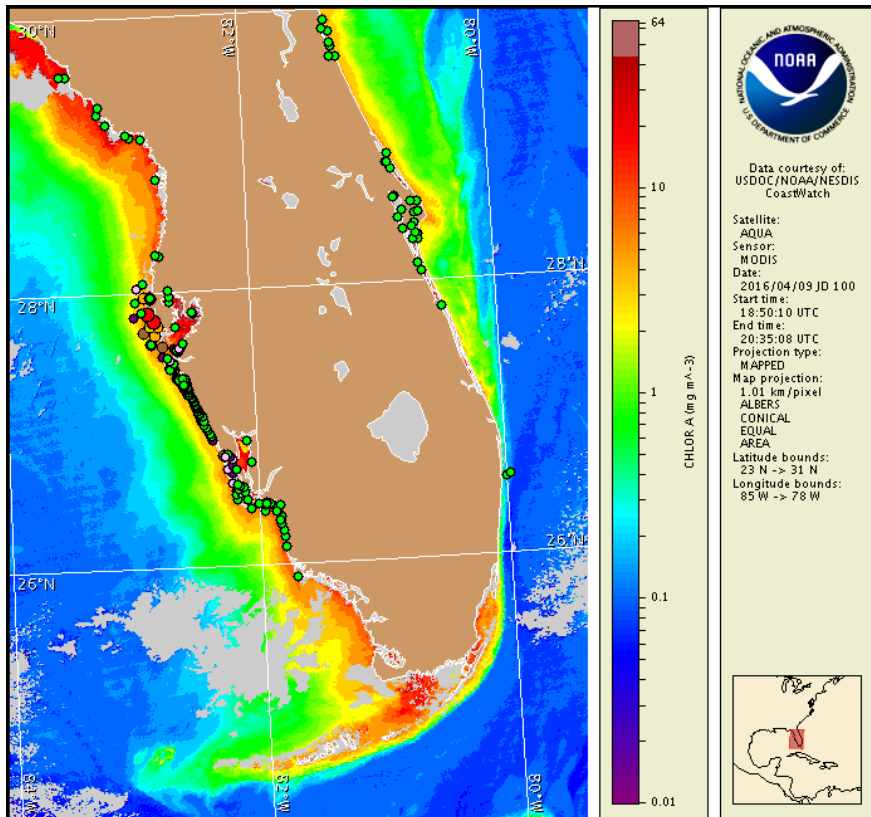 30°N
82°W
80°W
28°N
28°N
26°N
26°N
84°W
82°W
80°W
64
10
1
0.1
0.01
CHLOR A (mg m^-3)
NATIONAL OCEANIC AND ATMOSPHERIC ADMINISTRATION
NOAA
U.S. DEPARTMENT OF COMMERCE
Data courtesy of:
USDOC/NOAA/NESDIS
CoastWatch
Satellite:
AQUA
Sensor:
MODIS
Date:
2016/04/09 JD 100
Start time:
18:50:10 UTC
End time:
20:35:08 UTC
Projection type:
MAPPED
Map projection:
1.01 km/pixel
ALBERS
CONICAL
EQUAL
AREA
Latitude bounds:
23 N -> 31 N
Longitude bounds:
85 W -> 78 W